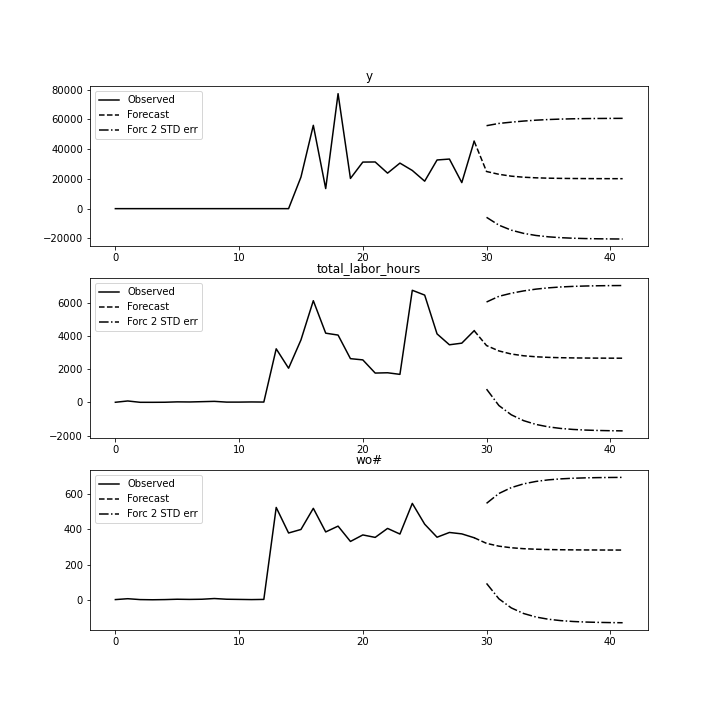 y
80000
60000
40000
20000
0
−20000
Observed
Forecast
Forc 2 STD err
0 10 20 30 40
total_labor_hours
6000
4000
2000
0
−2000
Observed
Forecast
Forc 2 STD err
0 10 20 30 40
wo#
600
400
200
0
Observed
Forecast
Forc 2 STD err
0 10 20 30 40